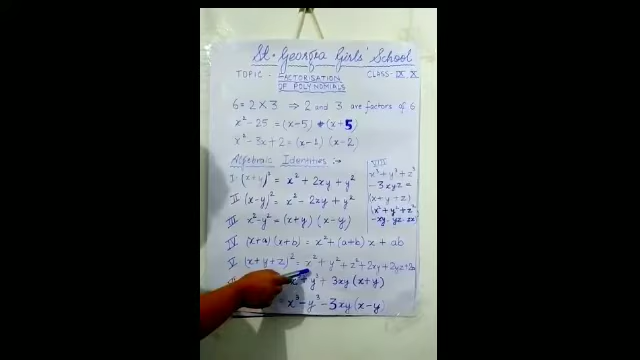 St. Georgia Girls' School
TOPIC - FACTORISATION OF POLYNOMIALS
CLASS- IX X
6 = 2 × 3 ⇒ 2 and 3 are factors of 6
x² - 25 = (x-5) (x+5)
x² - 3x + 2 = (x-1) (x-2)
Algebraic Identities :-
I (x+y)² = x² + 2xy + y²
II (x-y)² = x² - 2xy + y²
III x² - y² = (x+y) (x-y)
IV (x+a) (x+b) = x² + (a+b) x + ab
V (x+y+z)² = x² + y² + z² + 2xy + 2yz + 2
x³ + y³ + 3xy (x+y)
= x³ - y³ - 3xy (x-y)
VIII
x³ + y³ + z³
- 3xyz =
(x+y+z)
(x² + y² + z²
-xy -yz -zx)